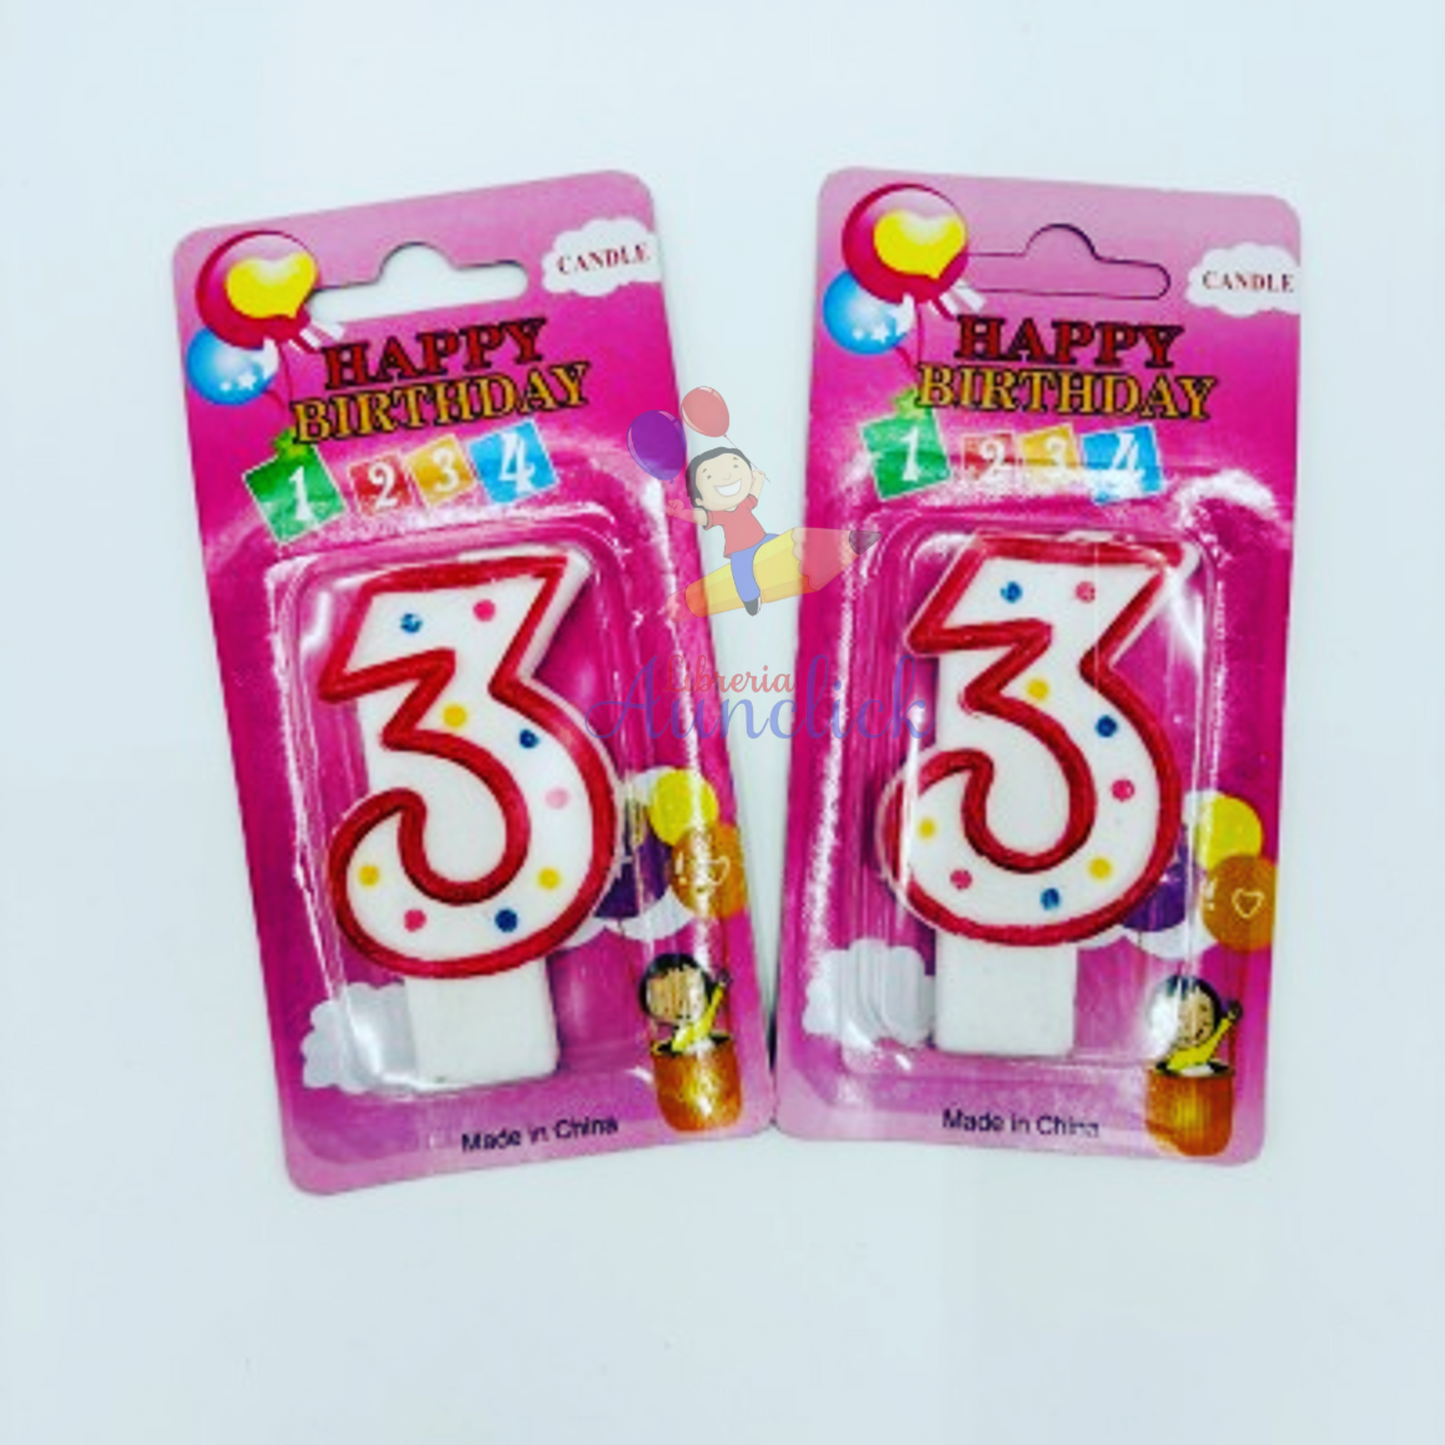 CANDLE
HAPPY
BIRTHDAY
1 2 3 4
3
Made in China
CANDLE
HAPPY
BIRTHDAY
1 2 3 4
3
Made in China
Libreria
Aunclick